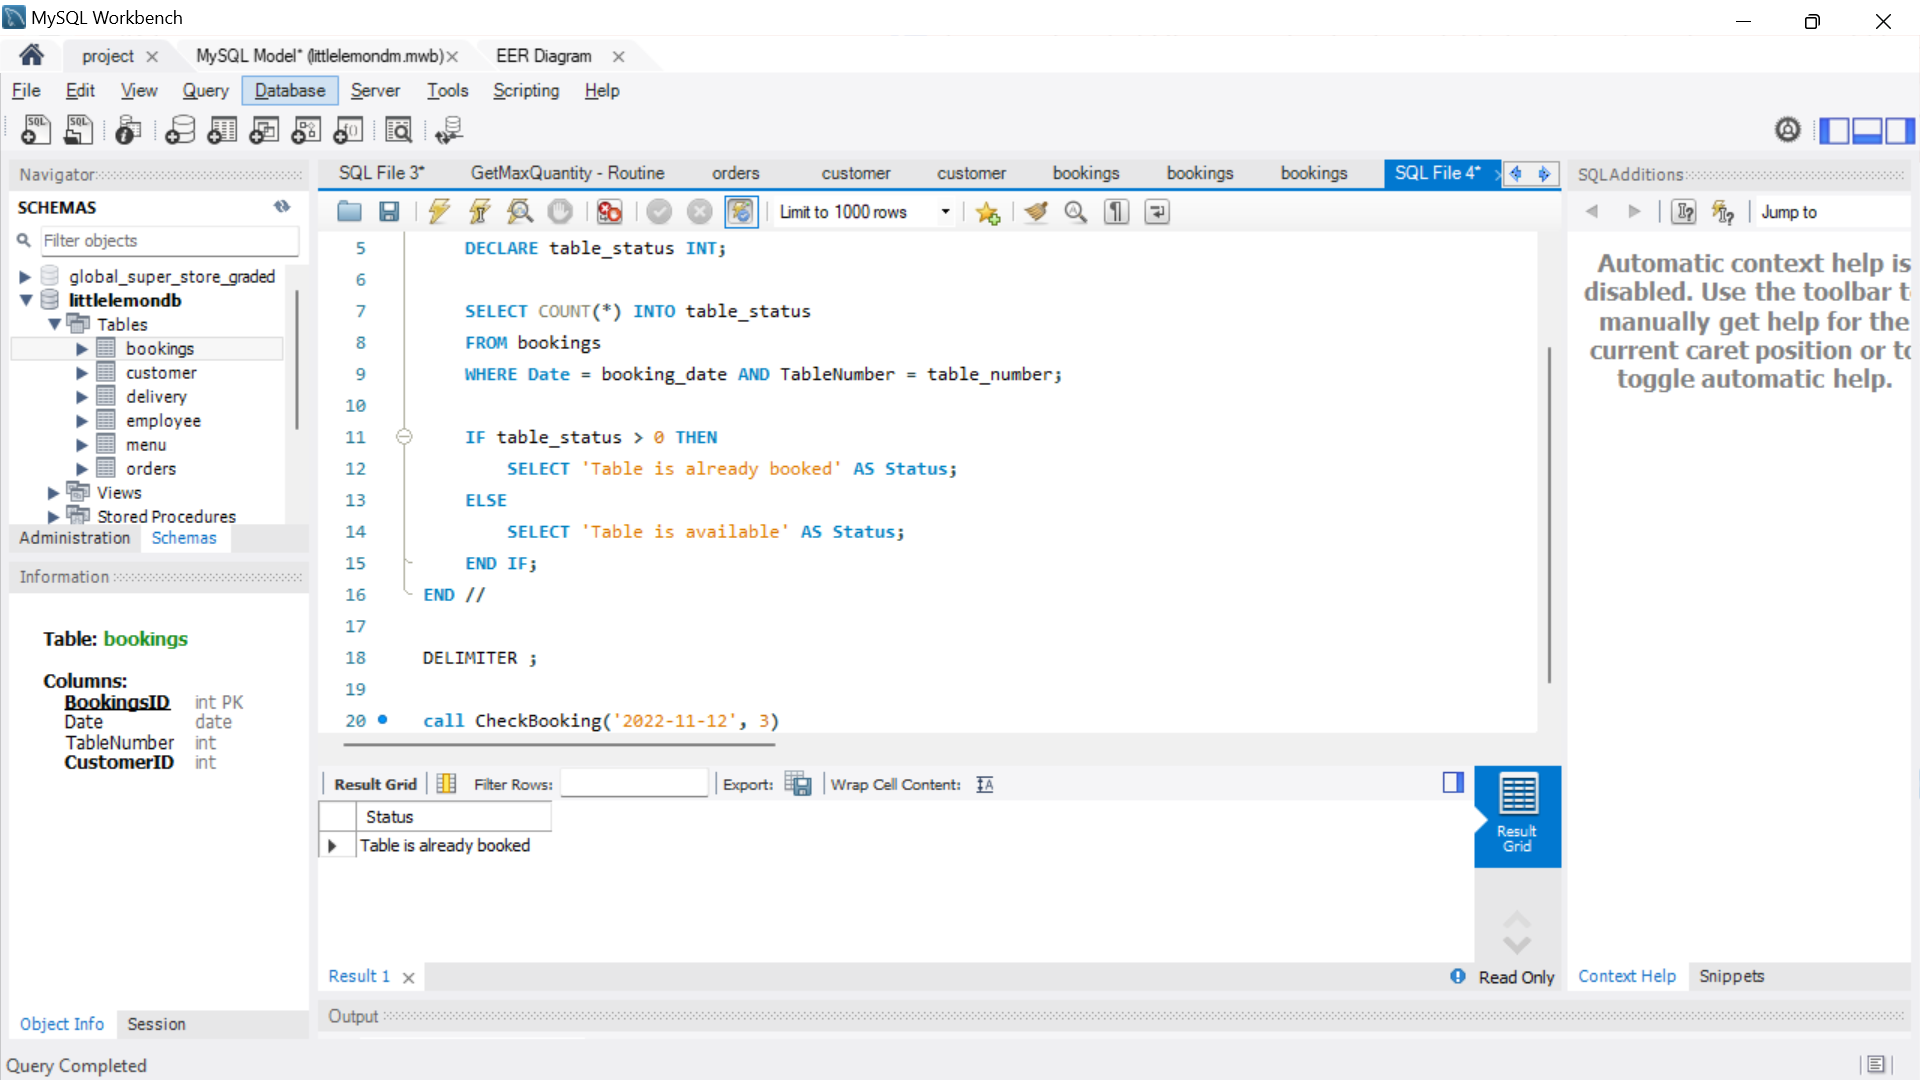 MySQL Workbench
project
MySQL Model* (littlelemondm.mwb)
EER Diagram
File Edit View Query Database Server Tools Scripting Help
Navigator
SCHEMAS
Filter objects
global_super_store_graded
littlelemondb
Tables
bookings
customer
delivery
employee
menu
orders
Views
Stored Procedures
Administration Schemas
Information
Table: bookings
Columns:
BookingsID int PK
Date date
TableNumber int
CustomerID int
Object Info Session
SQL File 3* GetMaxQuantity - Routine orders customer customer bookings bookings bookings SQL File 4*
Limit to 1000 rows
5 DECLARE table_status INT;
6
7 SELECT COUNT(*) INTO table_status
8 FROM bookings
9 WHERE Date = booking_date AND TableNumber = table_number;
10
11 IF table_status > 0 THEN
12 SELECT 'Table is already booked' AS Status;
13 ELSE
14 SELECT 'Table is available' AS Status;
15 END IF;
16 END //
17
18 DELIMITER ;
19
20 call CheckBooking('2022-11-12', 3)
Result Grid Filter Rows: Export: Wrap Cell Content:
Status
Table is already booked
Result
Grid
Result 1
Read Only
Output
SQLAdditions
Jump to
Automatic context help is
disabled. Use the toolbar t
manually get help for the
current caret position or to
toggle automatic help.
Context Help Snippets
Query Completed